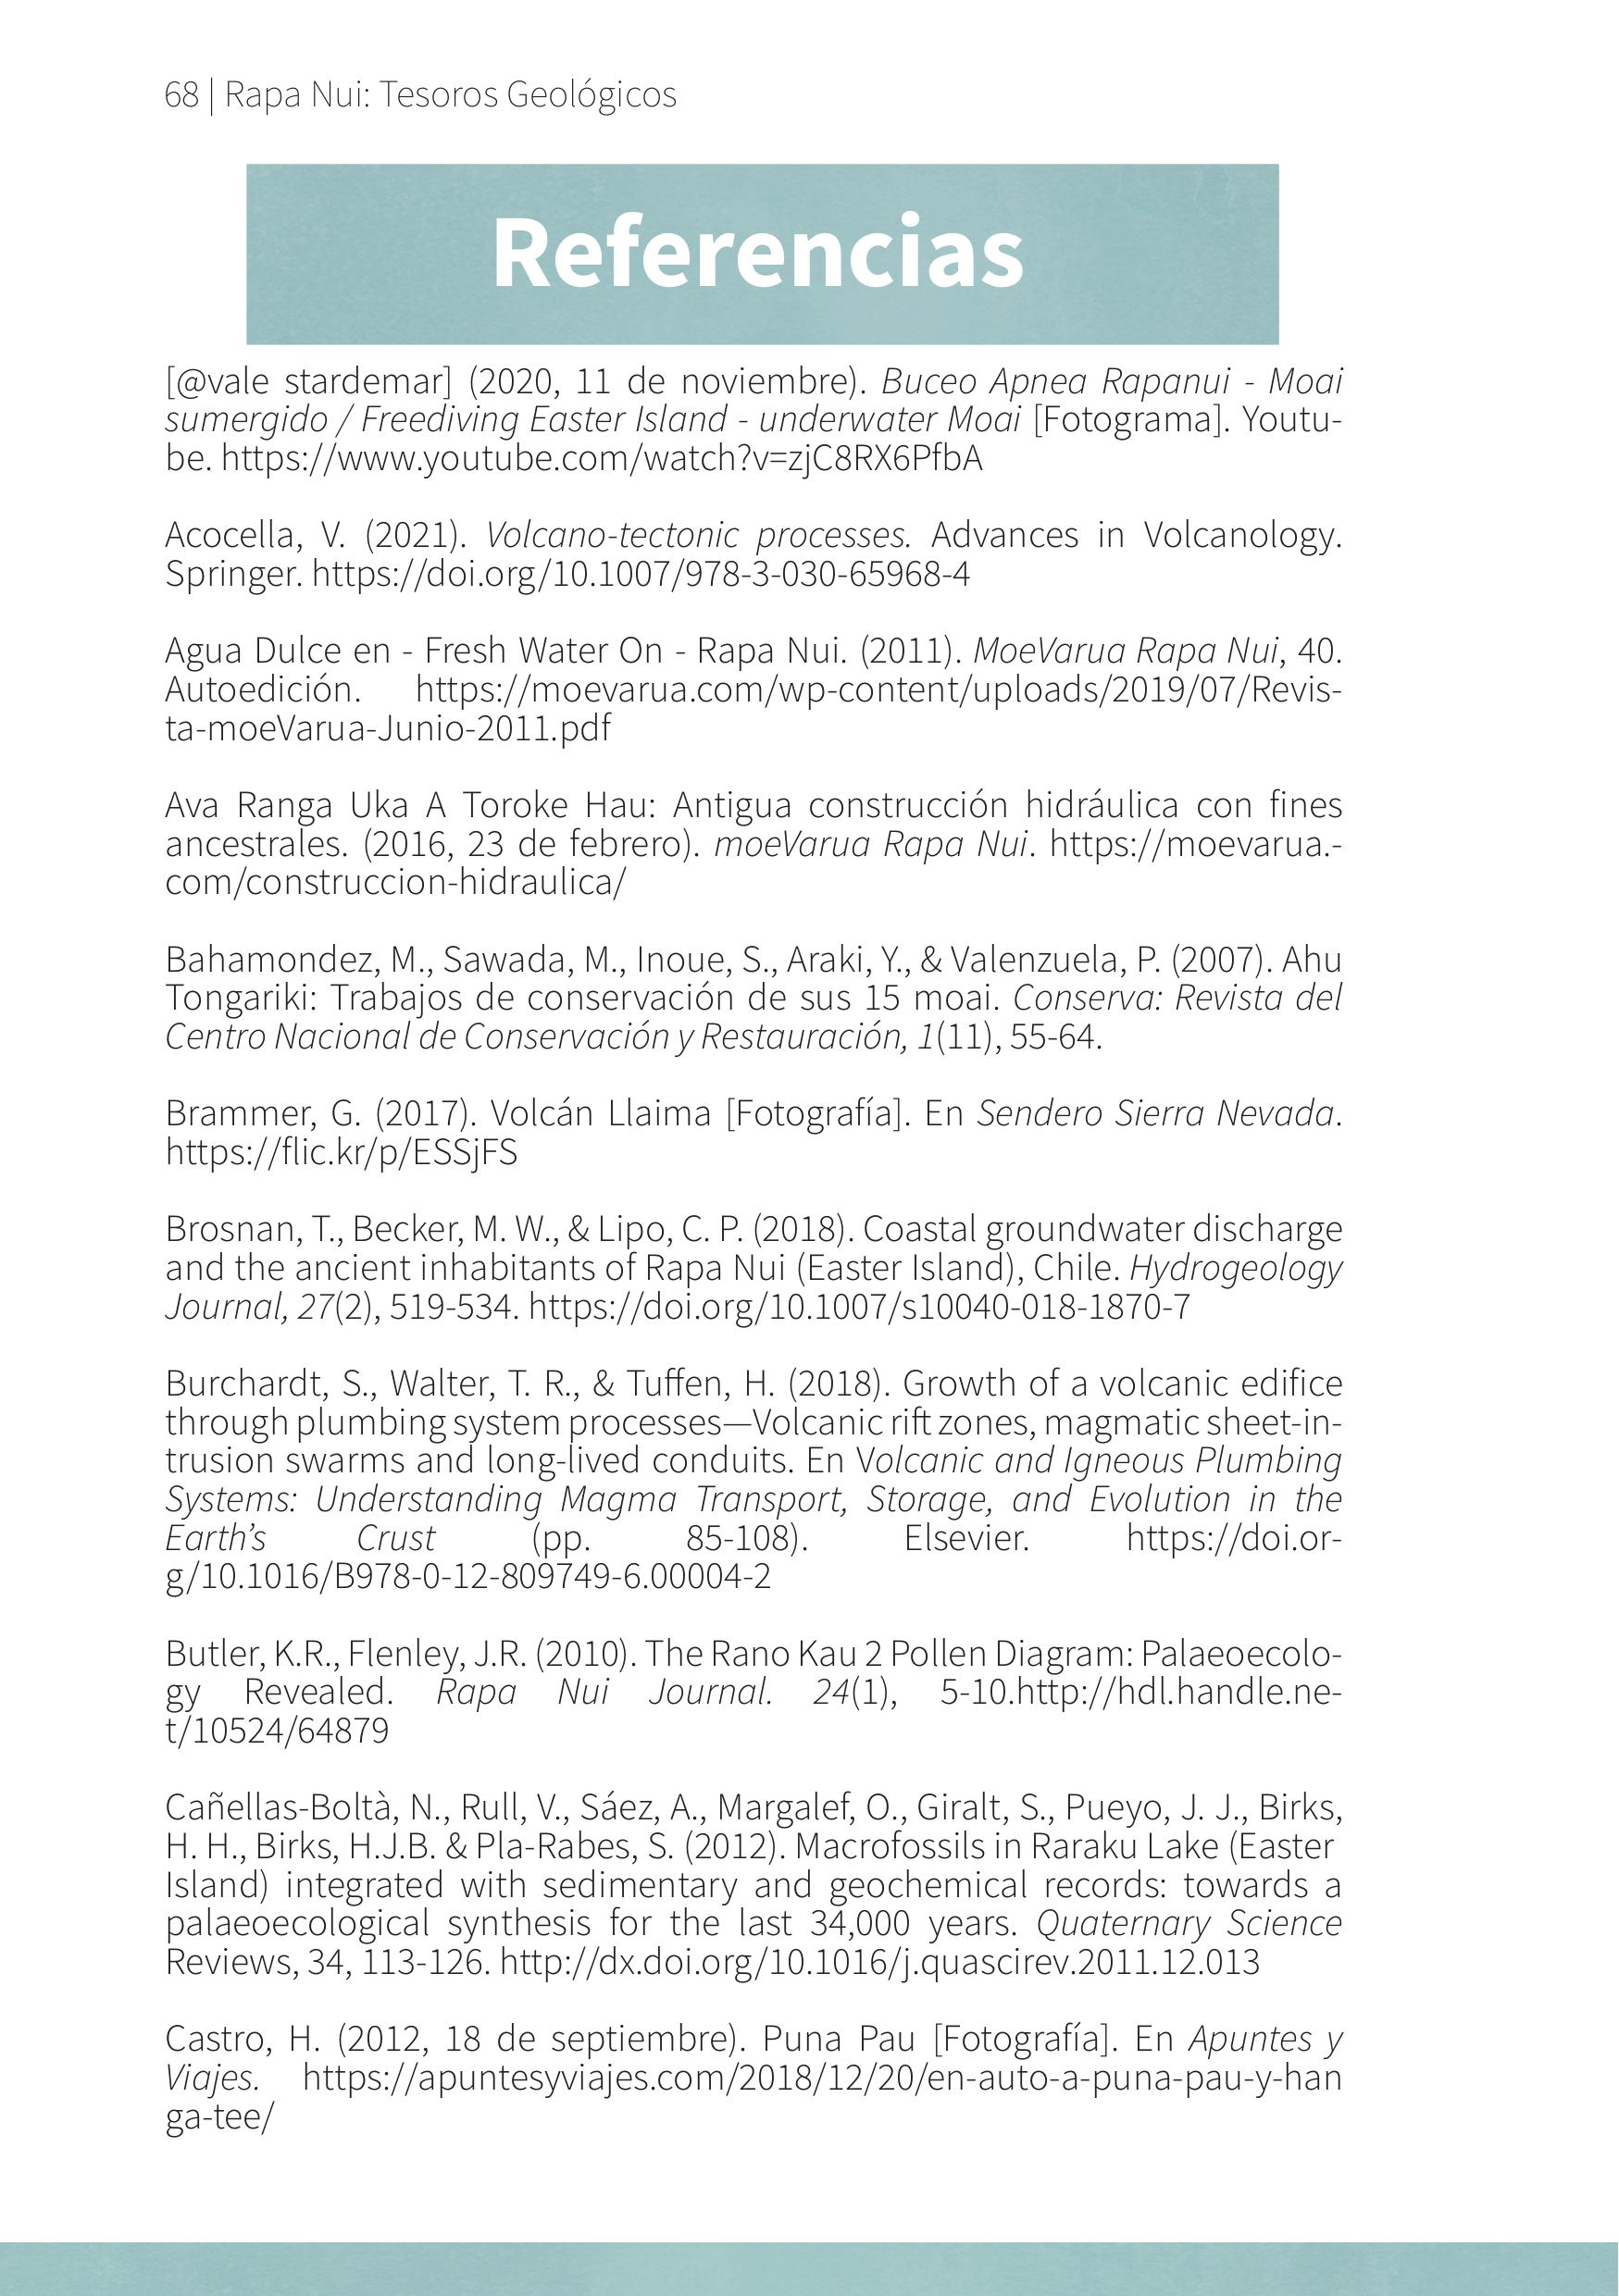 68 | Rapa Nui: Tesoros Geológicos
Referencias
[@vale stardemar] (2020, 11 de noviembre). Buceo Apnea Rapanui - Moai
sumergido / Freediving Easter Island - underwater Moai [Fotograma]. Youtu-
be. https://www.youtube.com/watch?v=zjC8RX6PfbA
Acocella, V. (2021). Volcano-tectonic processes. Advances in Volcanology.
Springer. https://doi.org/10.1007/978-3-030-65968-4
Agua Dulce en - Fresh Water On - Rapa Nui. (2011). MoeVarua Rapa Nui, 40.
Autoedición. https://moevarua.com/wp-content/uploads/2019/07/Revis-
ta-moeVarua-Junio-2011.pdf
Ava Ranga Uka A Toroke Hau: Antigua construcción hidráulica con fines
ancestrales. (2016, 23 de febrero). moeVarua Rapa Nui. https://moevarua.-
com/construccion-hidraulica/
Bahamondez, M., Sawada, M., Inoue, S., Araki, Y., & Valenzuela, P. (2007). Ahu
Tongariki: Trabajos de conservación de sus 15 moai. Conserva: Revista del
Centro Nacional de Conservación y Restauración, 1(11), 55-64.
Brammer, G. (2017). Volcán Llaima [Fotografía]. En Sendero Sierra Nevada.
https://flic.kr/p/ESSjFS
Brosnan, T., Becker, M. W., & Lipo, C. P. (2018). Coastal groundwater discharge
and the ancient inhabitants of Rapa Nui (Easter Island), Chile. Hydrogeology
Journal, 27(2), 519-534. https://doi.org/10.1007/s10040-018-1870-7
Burchardt, S., Walter, T. R., & Tuffen, H. (2018). Growth of a volcanic edifice
through plumbing system processes—Volcanic rift zones, magmatic sheet-in-
trusion swarms and long-lived conduits. En Volcanic and Igneous Plumbing
Systems: Understanding Magma Transport, Storage, and Evolution in the
Earth’s Crust (pp. 85-108). Elsevier. https://doi.or-
g/10.1016/B978-0-12-809749-6.00004-2
Butler, K.R., Flenley, J.R. (2010). The Rano Kau 2 Pollen Diagram: Palaeoecolo-
gy Revealed. Rapa Nui Journal. 24(1), 5-10.http://hdl.handle.ne-
t/10524/64879
Cañellas-Boltà, N., Rull, V., Sáez, A., Margalef, O., Giralt, S., Pueyo, J. J., Birks,
H. H., Birks, H.J.B. & Pla-Rabes, S. (2012). Macrofossils in Raraku Lake (Easter
Island) integrated with sedimentary and geochemical records: towards a
palaeoecological synthesis for the last 34,000 years. Quaternary Science
Reviews, 34, 113-126. http://dx.doi.org/10.1016/j.quascirev.2011.12.013
Castro, H. (2012, 18 de septiembre). Puna Pau [Fotografía]. En Apuntes y
Viajes. https://apuntesyviajes.com/2018/12/20/en-auto-a-puna-pau-y-han
ga-tee/